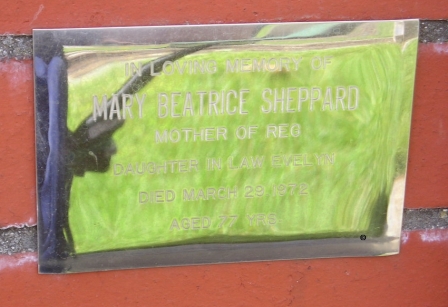 IN LOVING MEMORY OF
MARY BEATRICE SHEPPARD
MOTHER OF REG
DAUGHTER IN LAW EVELYN
DIED MARCH 29 1972
AGED 77 YRS